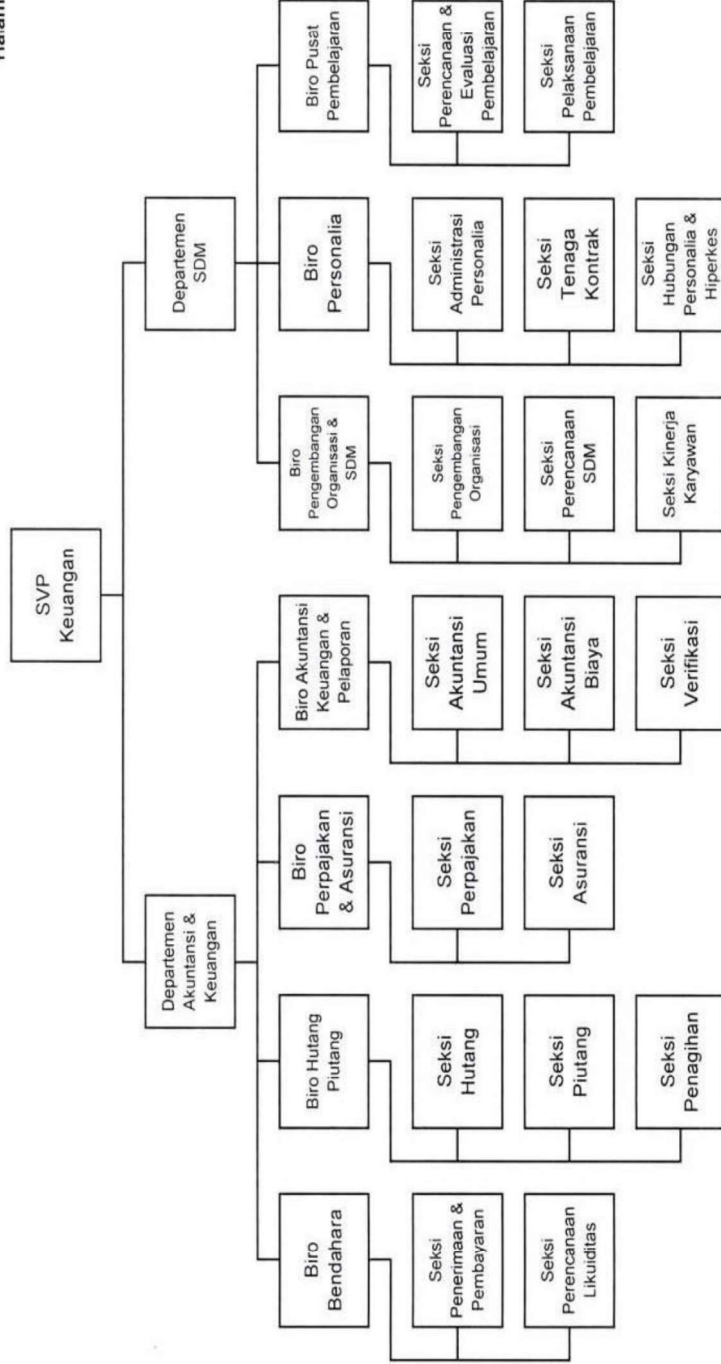 Halam
SVP
Keuangan
Departemen
Akuntansi &
Keuangan
Departemen
SDM
Biro
Bendahara
Biro Hutang
Piutang
Biro
Perpajakan
& Asuransi
Biro Akuntansi
Keuangan &
Pelaporan
Biro
Pengembangan
Organisasi &
SDM
Biro
Personalia
Biro Pusat
Pembelajaran
Seksi
Penerimaan &
Pembayaran
Seksi
Perencanaan
Likuiditas
Seksi
Hutang
Seksi
Piutang
Seksi
Penagihan
Seksi
Perpajakan
Seksi
Asuransi
Seksi
Akuntansi
Umum
Seksi
Akuntansi
Biaya
Seksi
Verifikasi
Seksi
Pengembangan
Organisasi
Seksi
Perencanaan
SDM
Seksi Kinerja
Karyawan
Seksi
Administrasi
Personalia
Seksi
Tenaga
Kontrak
Seksi
Hubungan
Personalia &
Hiperkes
Seksi
Perencanaan &
Evaluasi
Pembelajaran
Seksi
Pelaksanaan
Pembelajaran